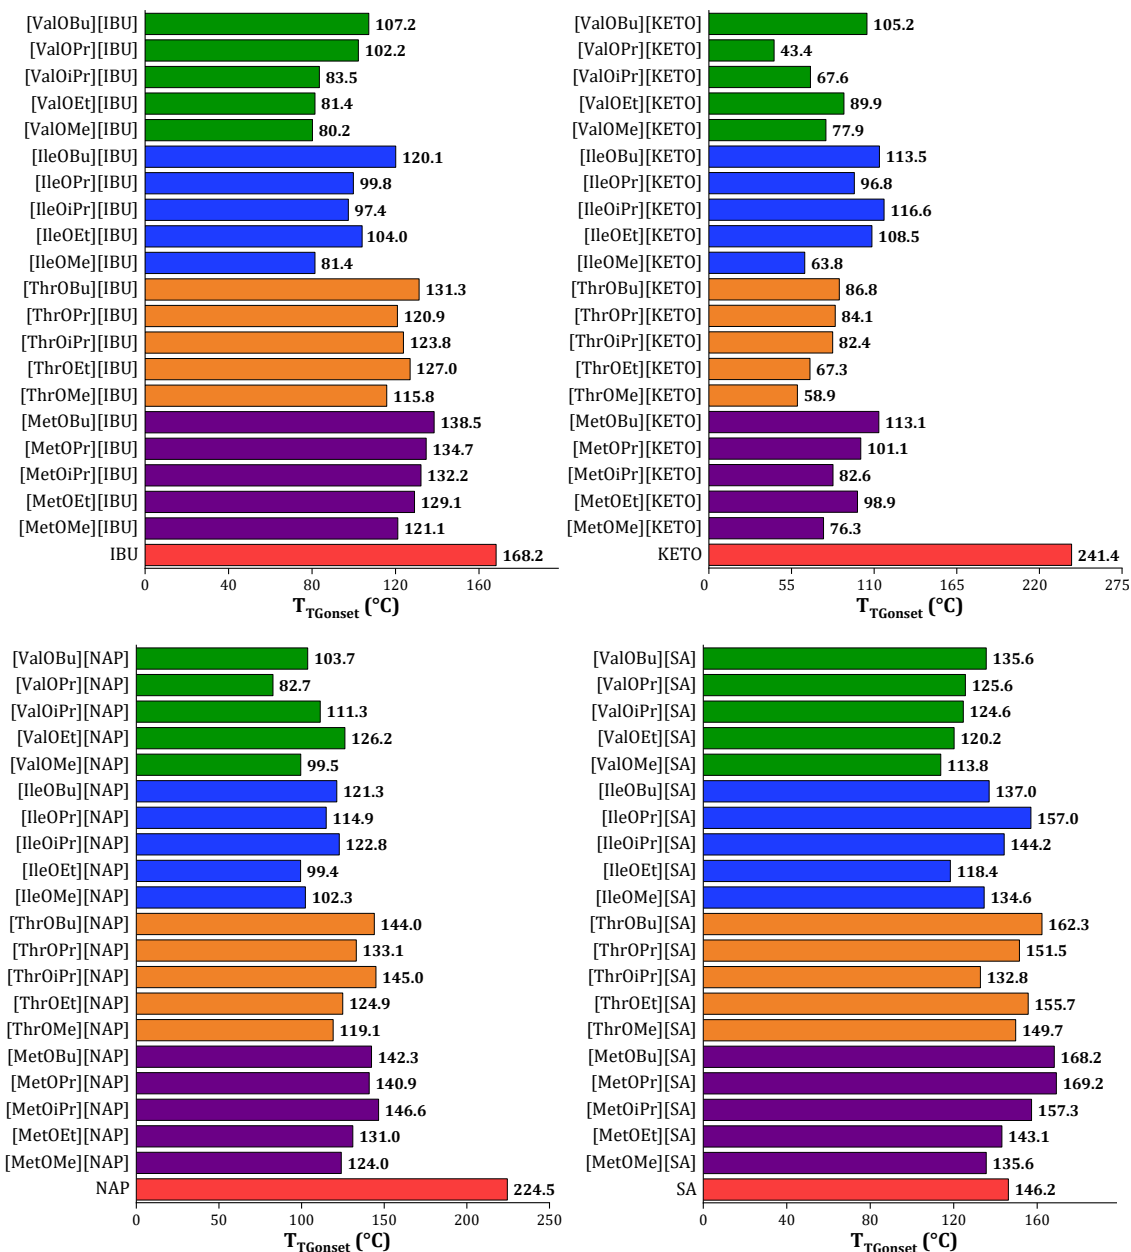 [ValOBu][IBU] 107.2
[ValOPr][IBU] 102.2
[ValOiPr][IBU] 83.5
[ValOEt][IBU] 81.4
[ValOMe][IBU] 80.2
[IleOBu][IBU] 120.1
[IleOPr][IBU] 99.8
[IleOiPr][IBU] 97.4
[IleOEt][IBU] 104.0
[IleOMe][IBU] 81.4
[ThrOBu][IBU] 131.3
[ThrOPr][IBU] 120.9
[ThrOiPr][IBU] 123.8
[ThrOEt][IBU] 127.0
[ThrOMe][IBU] 115.8
[MetOBu][IBU] 138.5
[MetOPr][IBU] 134.7
[MetOiPr][IBU] 132.2
[MetOEt][IBU] 129.1
[MetOMe][IBU] 121.1
IBU 168.2
0 40 80 120 160
T_TGonset (°C)
[ValOBu][KETO] 105.2
[ValOPr][KETO] 43.4
[ValOiPr][KETO] 67.6
[ValOEt][KETO] 89.9
[ValOMe][KETO] 77.9
[IleOBu][KETO] 113.5
[IleOPr][KETO] 96.8
[IleOiPr][KETO] 116.6
[IleOEt][KETO] 108.5
[IleOMe][KETO] 63.8
[ThrOBu][KETO] 86.8
[ThrOPr][KETO] 84.1
[ThrOiPr][KETO] 82.4
[ThrOEt][KETO] 67.3
[ThrOMe][KETO] 58.9
[MetOBu][KETO] 113.1
[MetOPr][KETO] 101.1
[MetOiPr][KETO] 82.6
[MetOEt][KETO] 98.9
[MetOMe][KETO] 76.3
KETO 241.4
0 55 110 165 220 275
T_TGonset (°C)
[ValOBu][NAP] 103.7
[ValOPr][NAP] 82.7
[ValOiPr][NAP] 111.3
[ValOEt][NAP] 126.2
[ValOMe][NAP] 99.5
[IleOBu][NAP] 121.3
[IleOPr][NAP] 114.9
[IleOiPr][NAP] 122.8
[IleOEt][NAP] 99.4
[IleOMe][NAP] 102.3
[ThrOBu][NAP] 144.0
[ThrOPr][NAP] 133.1
[ThrOiPr][NAP] 145.0
[ThrOEt][NAP] 124.9
[ThrOMe][NAP] 119.1
[MetOBu][NAP] 142.3
[MetOPr][NAP] 140.9
[MetOiPr][NAP] 146.6
[MetOEt][NAP] 131.0
[MetOMe][NAP] 124.0
NAP 224.5
0 50 100 150 200 250
T_TGonset (°C)
[ValOBu][SA] 135.6
[ValOPr][SA] 125.6
[ValOiPr][SA] 124.6
[ValOEt][SA] 120.2
[ValOMe][SA] 113.8
[IleOBu][SA] 137.0
[IleOPr][SA] 157.0
[IleOiPr][SA] 144.2
[IleOEt][SA] 118.4
[IleOMe][SA] 134.6
[ThrOBu][SA] 162.3
[ThrOPr][SA] 151.5
[ThrOiPr][SA] 132.8
[ThrOEt][SA] 155.7
[ThrOMe][SA] 149.7
[MetOBu][SA] 168.2
[MetOPr][SA] 169.2
[MetOiPr][SA] 157.3
[MetOEt][SA] 143.1
[MetOMe][SA] 135.6
SA 146.2
0 40 80 120 160
T_TGonset (°C)